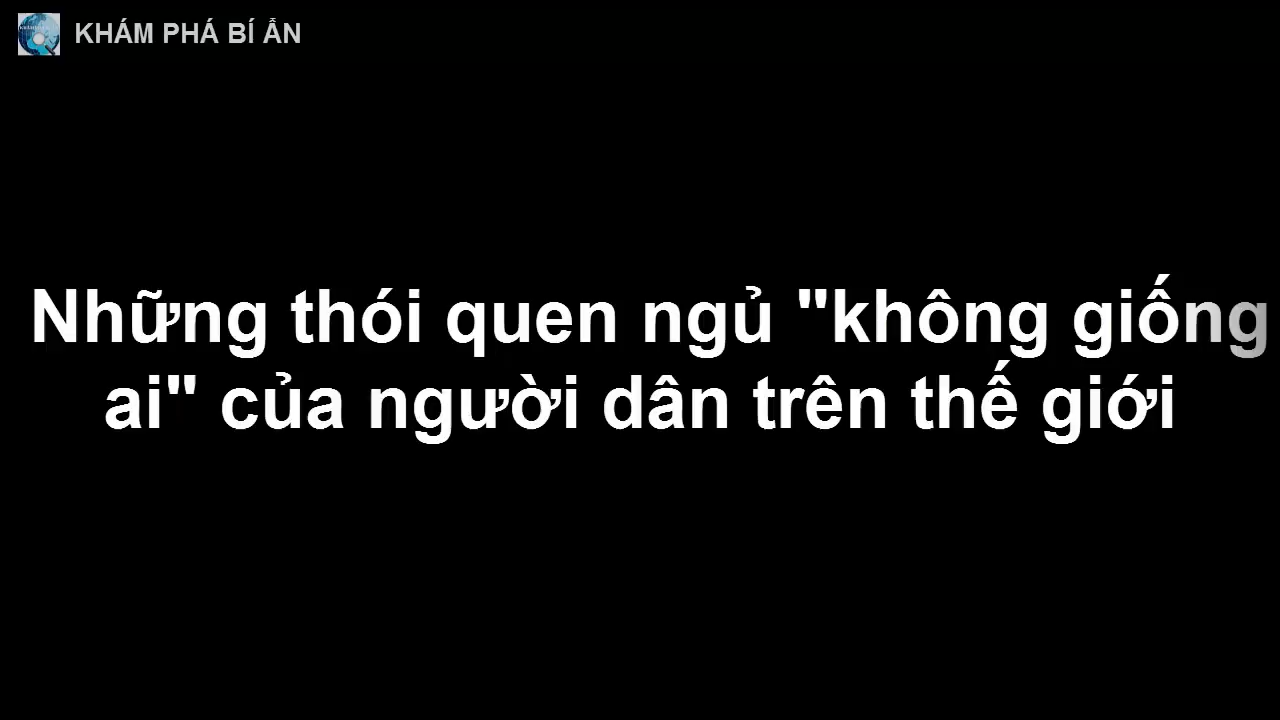 KHÁM PHÁ BÍ ẨN
Những thói quen ngủ "không giống
ai" của người dân trên thế giới